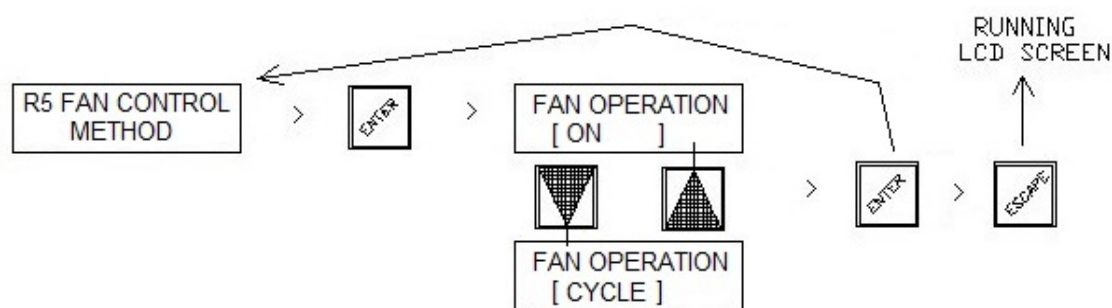 RUNNING
LCD SCREEN
R5 FAN CONTROL
METHOD
>
ENTER
>
FAN OPERATION
[ ON ]
>
ENTER
>
ESCAPE
FAN OPERATION
[ CYCLE ]